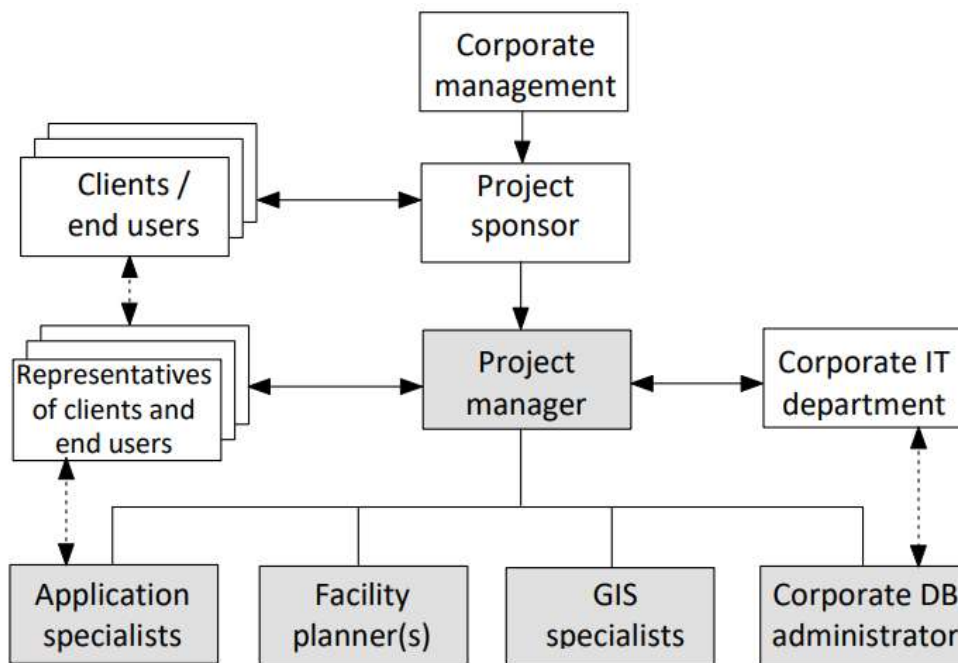 Corporate
management
Clients /
end users
Project
sponsor
Representatives
of clients and
end users
Project
manager
Corporate IT
department
Application
specialists
Facility
planner(s)
GIS
specialists
Corporate DB
administrator